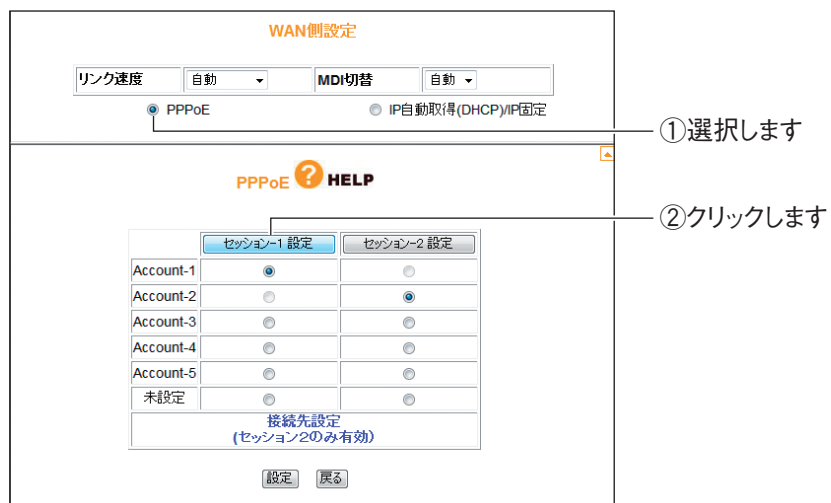 WAN側設定
リンク速度 自動 MDI切替 自動
PPPoE IP自動取得(DHCP)/IP固定
①選択します
PPPoE ? HELP
②クリックします
セッション-1 設定 セッション-2 設定
Account-1
Account-2
Account-3
Account-4
Account-5
未設定
接続先設定
(セッション2のみ有効)
設定 戻る